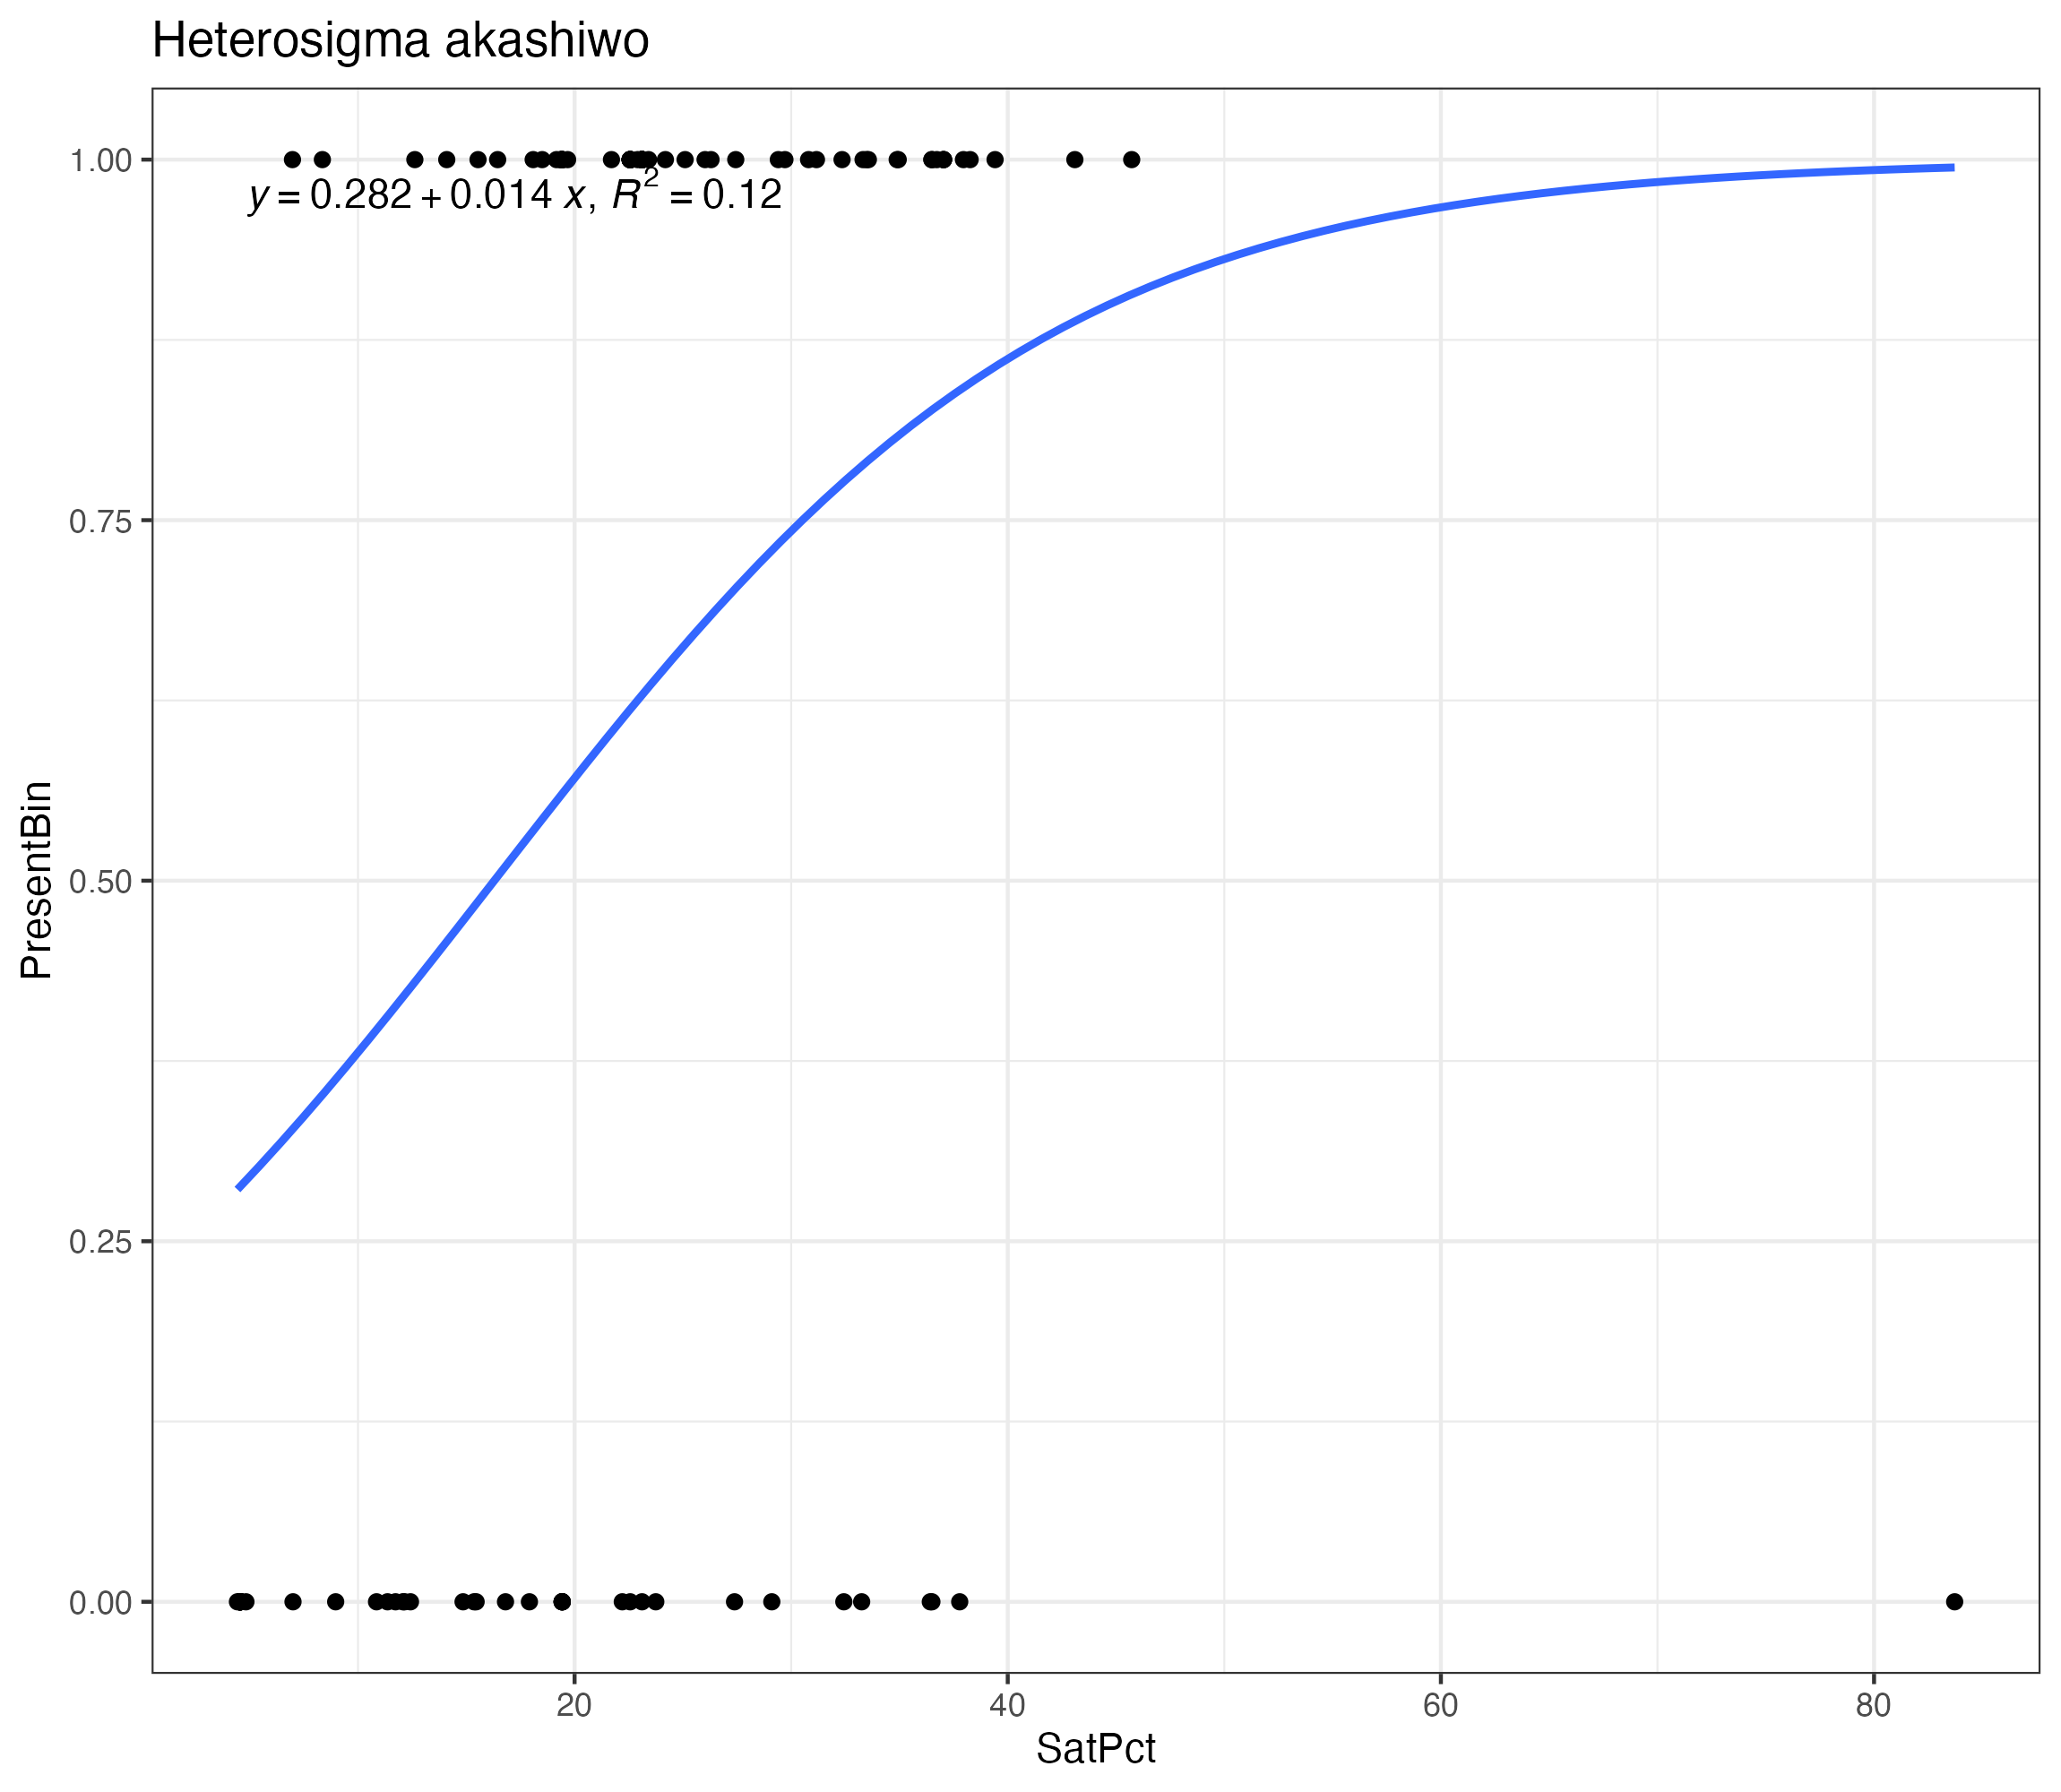 Heterosigma akashiwo
1.00
y = 0.282 + 0.014 x, R² = 0.12
0.75
PresentBin
0.50
0.25
0.00
20 40 60 80
SatPct